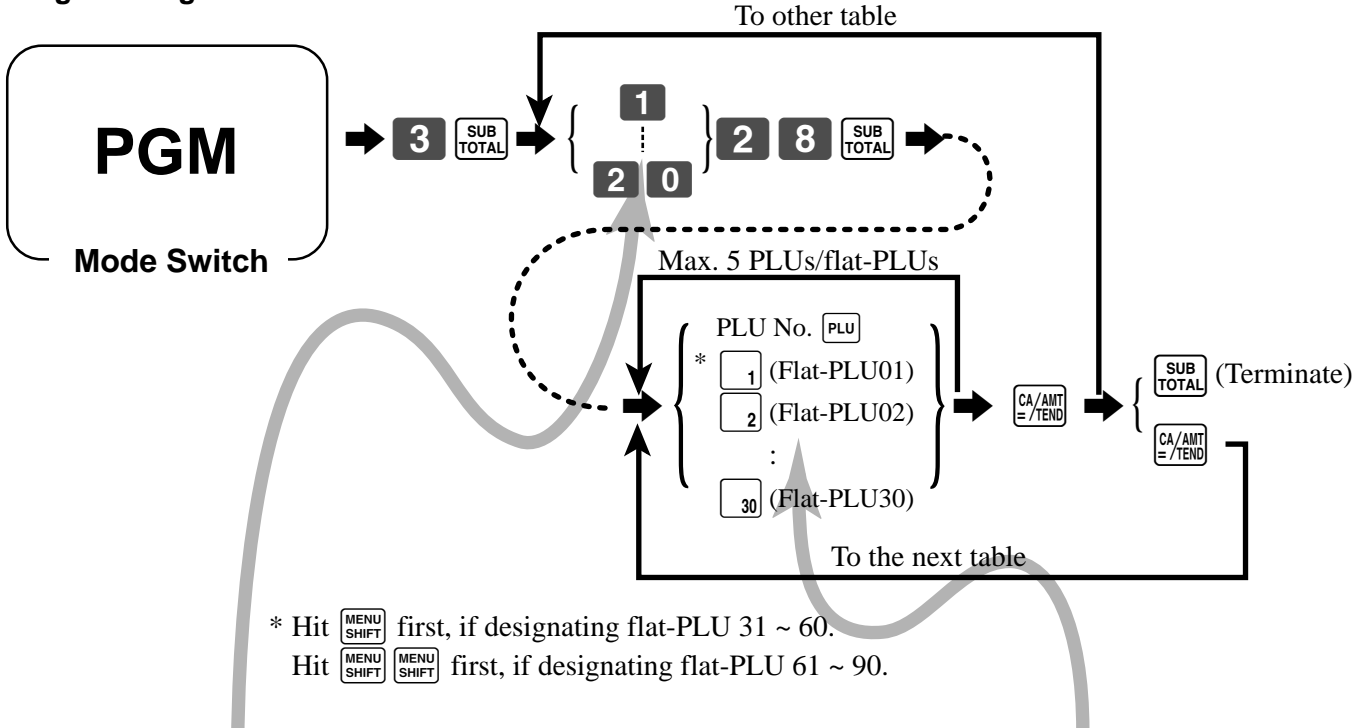 To other table
PGM
Mode Switch
3 SUB TOTAL { 1 2 0 } 2 8 SUB TOTAL
Max. 5 PLUs/flat-PLUs
PLU No. PLU
* 1 (Flat-PLU01)
2 (Flat-PLU02)
:
30 (Flat-PLU30)
CA/AMT = /TEND
SUB TOTAL (Terminate)
CA/AMT = /TEND
To the next table
* Hit MENU SHIFT first, if designating flat-PLU 31 ~ 60.
Hit MENU SHIFT MENU SHIFT first, if designating flat-PLU 61 ~ 90.